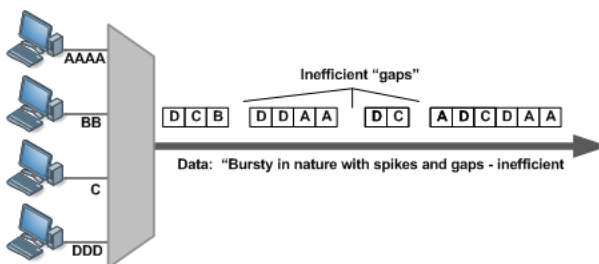 AAAA
BB
C
DDD
Inefficient “gaps”
D C B D D A A D C A D C D A A
Data: “Bursty in nature with spikes and gaps - inefficient